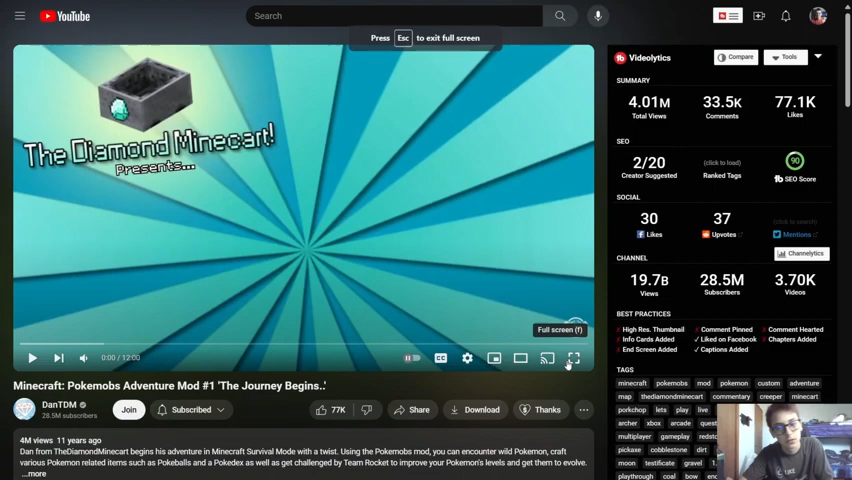 YouTube
Search
Press Esc to exit full screen
The Diamond Minecart!
Presents...
Full screen (f)
0:00 / 12:00
CC
Minecraft: Pokemobs Adventure Mod #1 'The Journey Begins..'
DanTDM
28.5M subscribers
Join
Subscribed
77K
Share
Download
Thanks
4M views 11 years ago
Dan from TheDiamondMinecart begins his adventure in Minecraft Survival Mode with a twist. Using the Pokemobs mod, you can encounter wild Pokemon, craft
various Pokemon related items such as Pokeballs and a Pokedex as well as get challenged by Team Rocket to improve your Pokemon's levels and get them to evolve.
...more
Videolytics
Compare
Tools
SUMMARY
4.01M 33.5K 77.1K
Total Views Comments Likes
SEO
2/20 (click to load) 90
Creator Suggested Ranked Tags SEO Score
SOCIAL
30 37 (click to search)
Likes Upvotes Mentions
CHANNEL
Channelytics
19.7B 28.5M 3.70K
Views Subscribers Videos
BEST PRACTICES
✗ High Res. Thumbnail ✗ Comment Pinned ✗ Comment Hearted
✗ Info Cards Added ✓ Liked on Facebook ✗ Chapters Added
✗ End Screen Added ✓ Captions Added
TAGS
minecraft pokemobs mod pokemon custom adventure
map thediamondminecart commentary creeper minecart
porkchop lets play live
archer xbox arcade
multiplayer gameplay
pickaxe cobblestone dirt
moon testificate gravel
playthrough coal bow